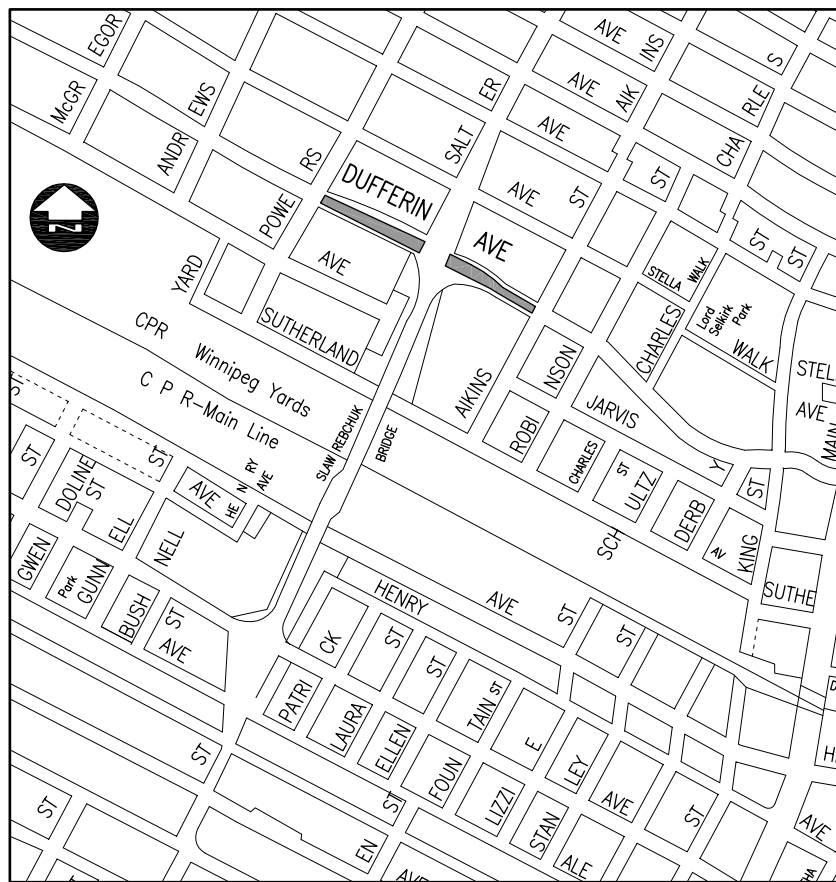 EGOR
McGR
EWS
ANDR
RS
POWE
ER
SALT
AVE
INS
AVE
AIK
AVE
S
RLE
CHA
ST
AVE
ST
DUFFERIN
AVE
AVE
N
YARD
SUTHERLAND
CPR Winnipeg Yards
C P R-Main Line
SLAW REBCHUK
BRIDGE
ST
ST
STELLA WALK
Lord
Selkirk
Park
CHARLES
WALK
STEL
AVE
MAIN
AIKINS
NSON
ROBI
JARVIS
CHARLES
ST
ULTZ
SCH
Y
DERB
ST
KING
AV
SUTHE
ST
ST
DOLINE
ST
ST
AVE
HENRY
AVE
ELL
GWEN
Park
GUNN
NELL
BUSH
ST
AVE
HENRY
AVE
ST
ST
CK
PATRI
ST
LAURA
ST
ELLEN
TAIN ST
FOUN
E
LIZZI
LEY
STAN
AVE
ALE
ST
AVE
ST
ST
ST
EN
AVE